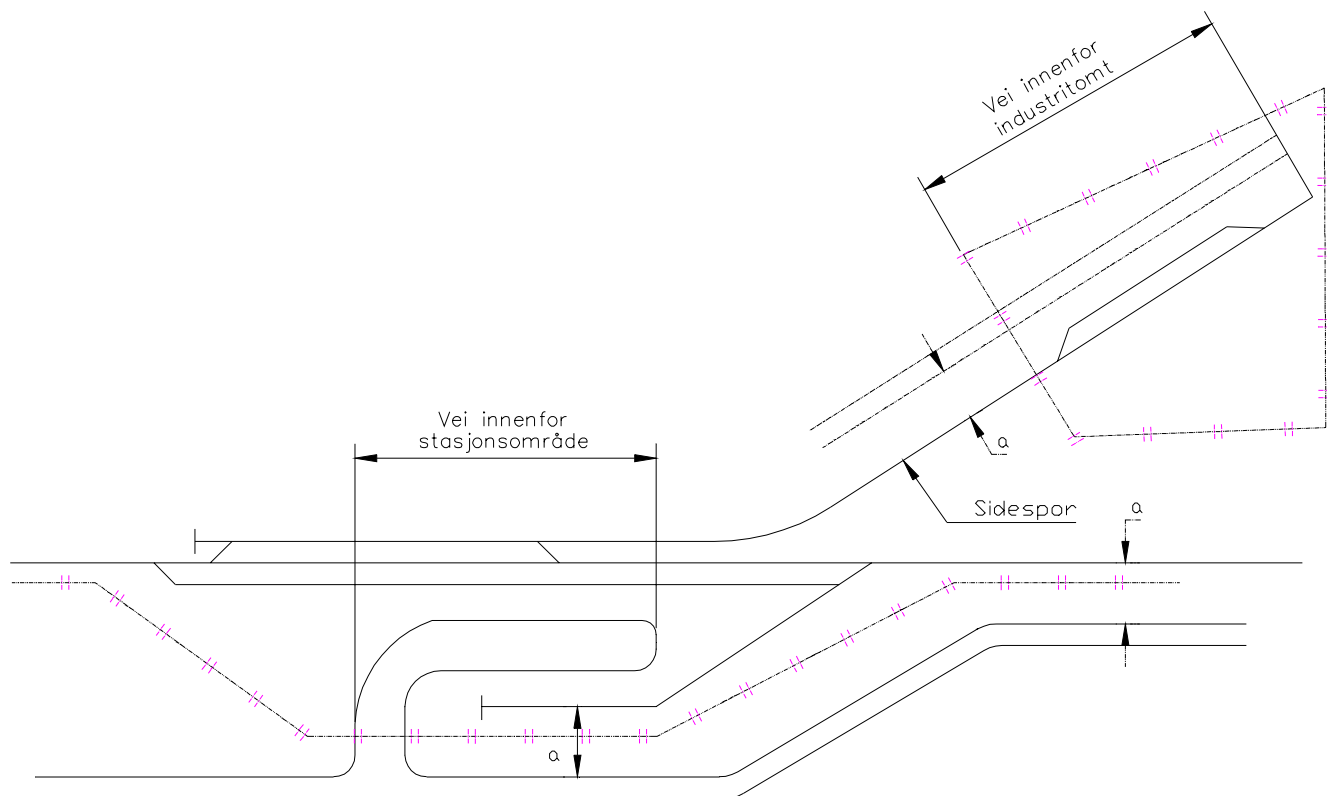 Vei innenfor
industritomt
Vei innenfor
stasjonsområde
a
Sidespor
a
a